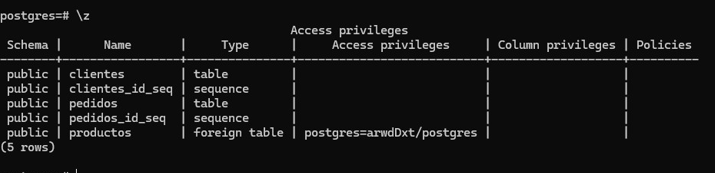 postgres=# \z
Access privileges
Schema | Name | Type | Access privileges | Column privileges | Policies
--------+----------------+---------------+---------------------------+-------------------+----------
public | clientes | table | | |
public | clientes_id_seq | sequence | | |
public | pedidos | table | | |
public | pedidos_id_seq | sequence | | |
public | productos | foreign table | postgres=arwdDxt/postgres | |
(5 rows)